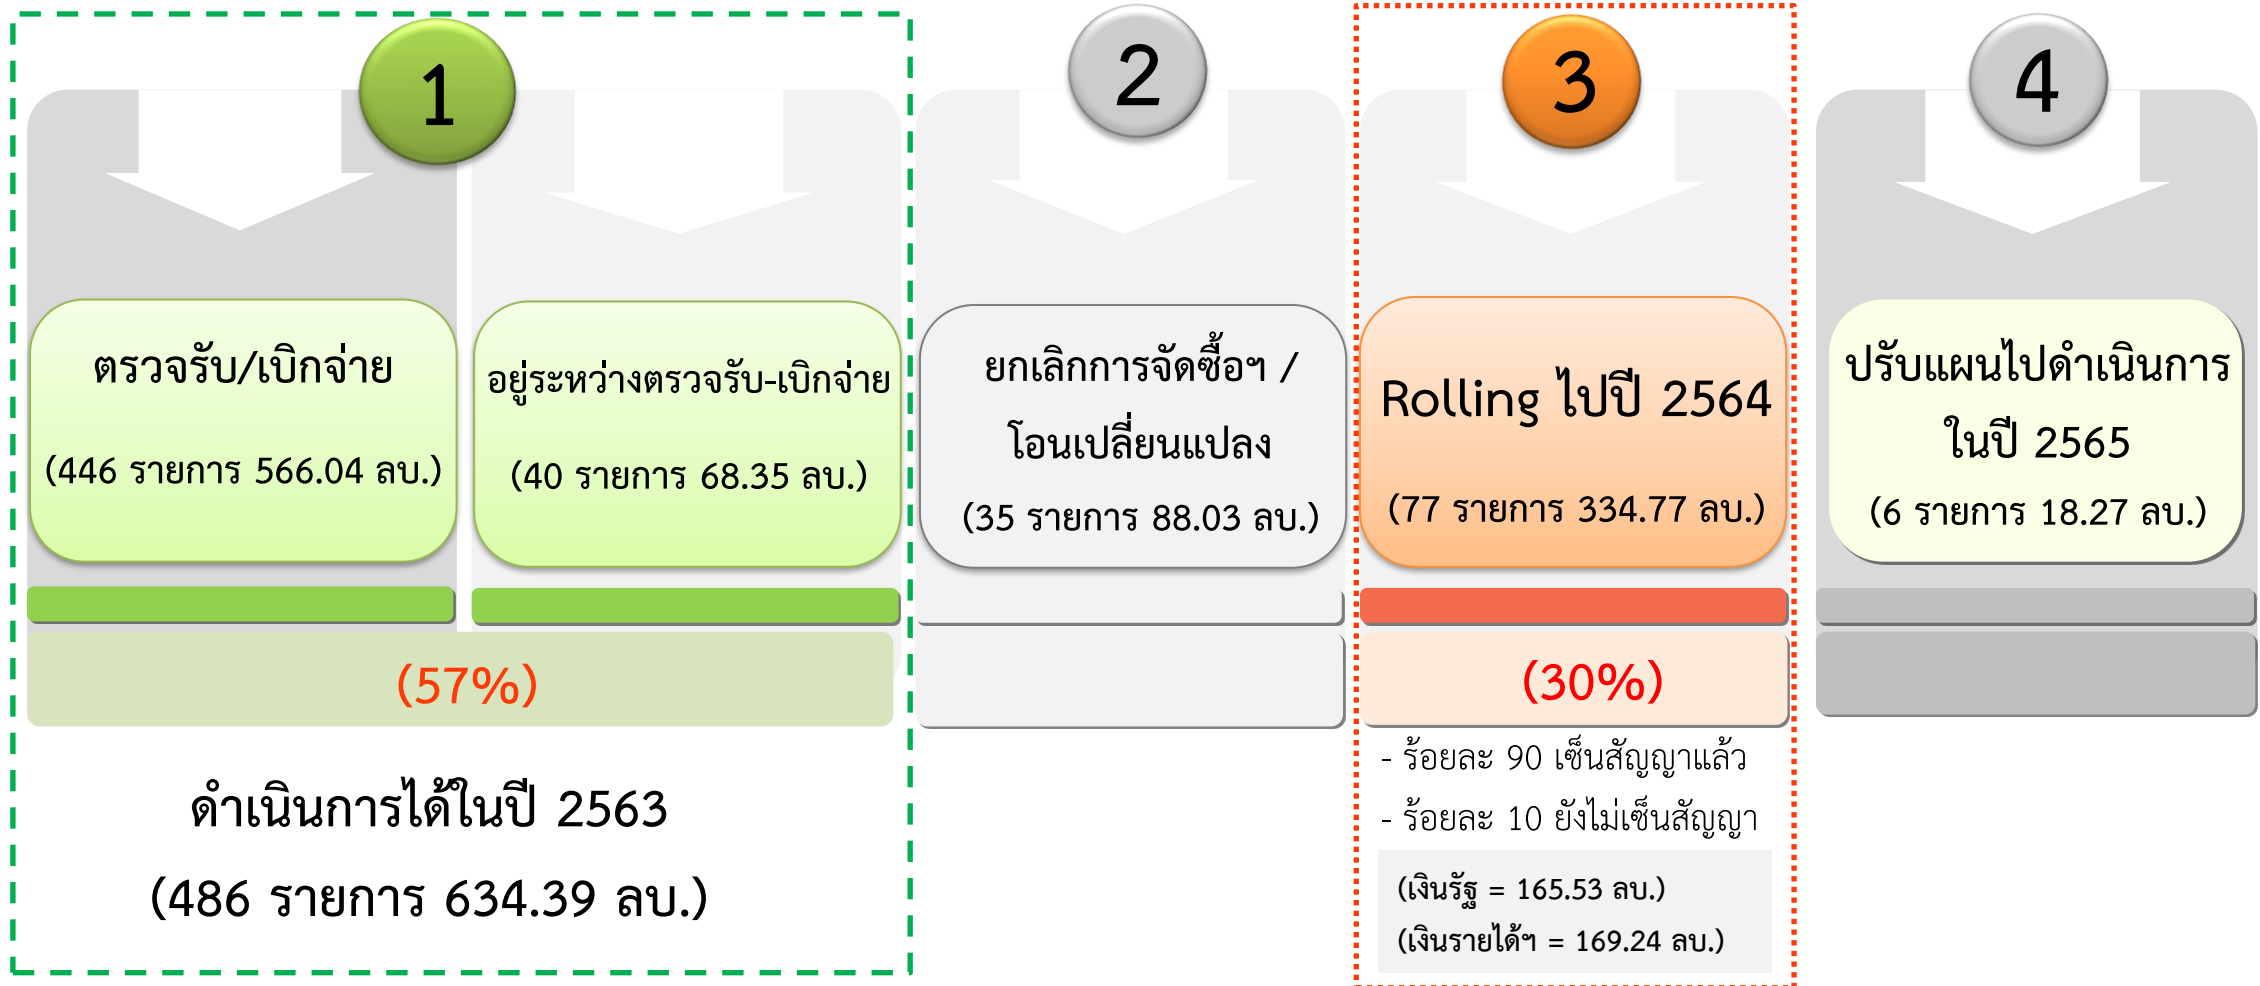 1
ตรวจรับ/เบิกจ่าย
(446 รายการ 566.04 ลบ.)
อยู่ระหว่างตรวจรับ-เบิกจ่าย
(40 รายการ 68.35 ลบ.)
(57%)
ดำเนินการได้ในปี 2563
(486 รายการ 634.39 ลบ.)
2
ยกเลิกการจัดซื้อฯ /
โอนเปลี่ยนแปลง
(35 รายการ 88.03 ลบ.)
3
Rolling ไปปี 2564
(77 รายการ 334.77 ลบ.)
(30%)
- ร้อยละ 90 เซ็นสัญญาแล้ว
- ร้อยละ 10 ยังไม่เซ็นสัญญา
(เงินรัฐ = 165.53 ลบ.)
(เงินรายได้ฯ = 169.24 ลบ.)
4
ปรับแผนไปดำเนินการ
ในปี 2565
(6 รายการ 18.27 ลบ.)